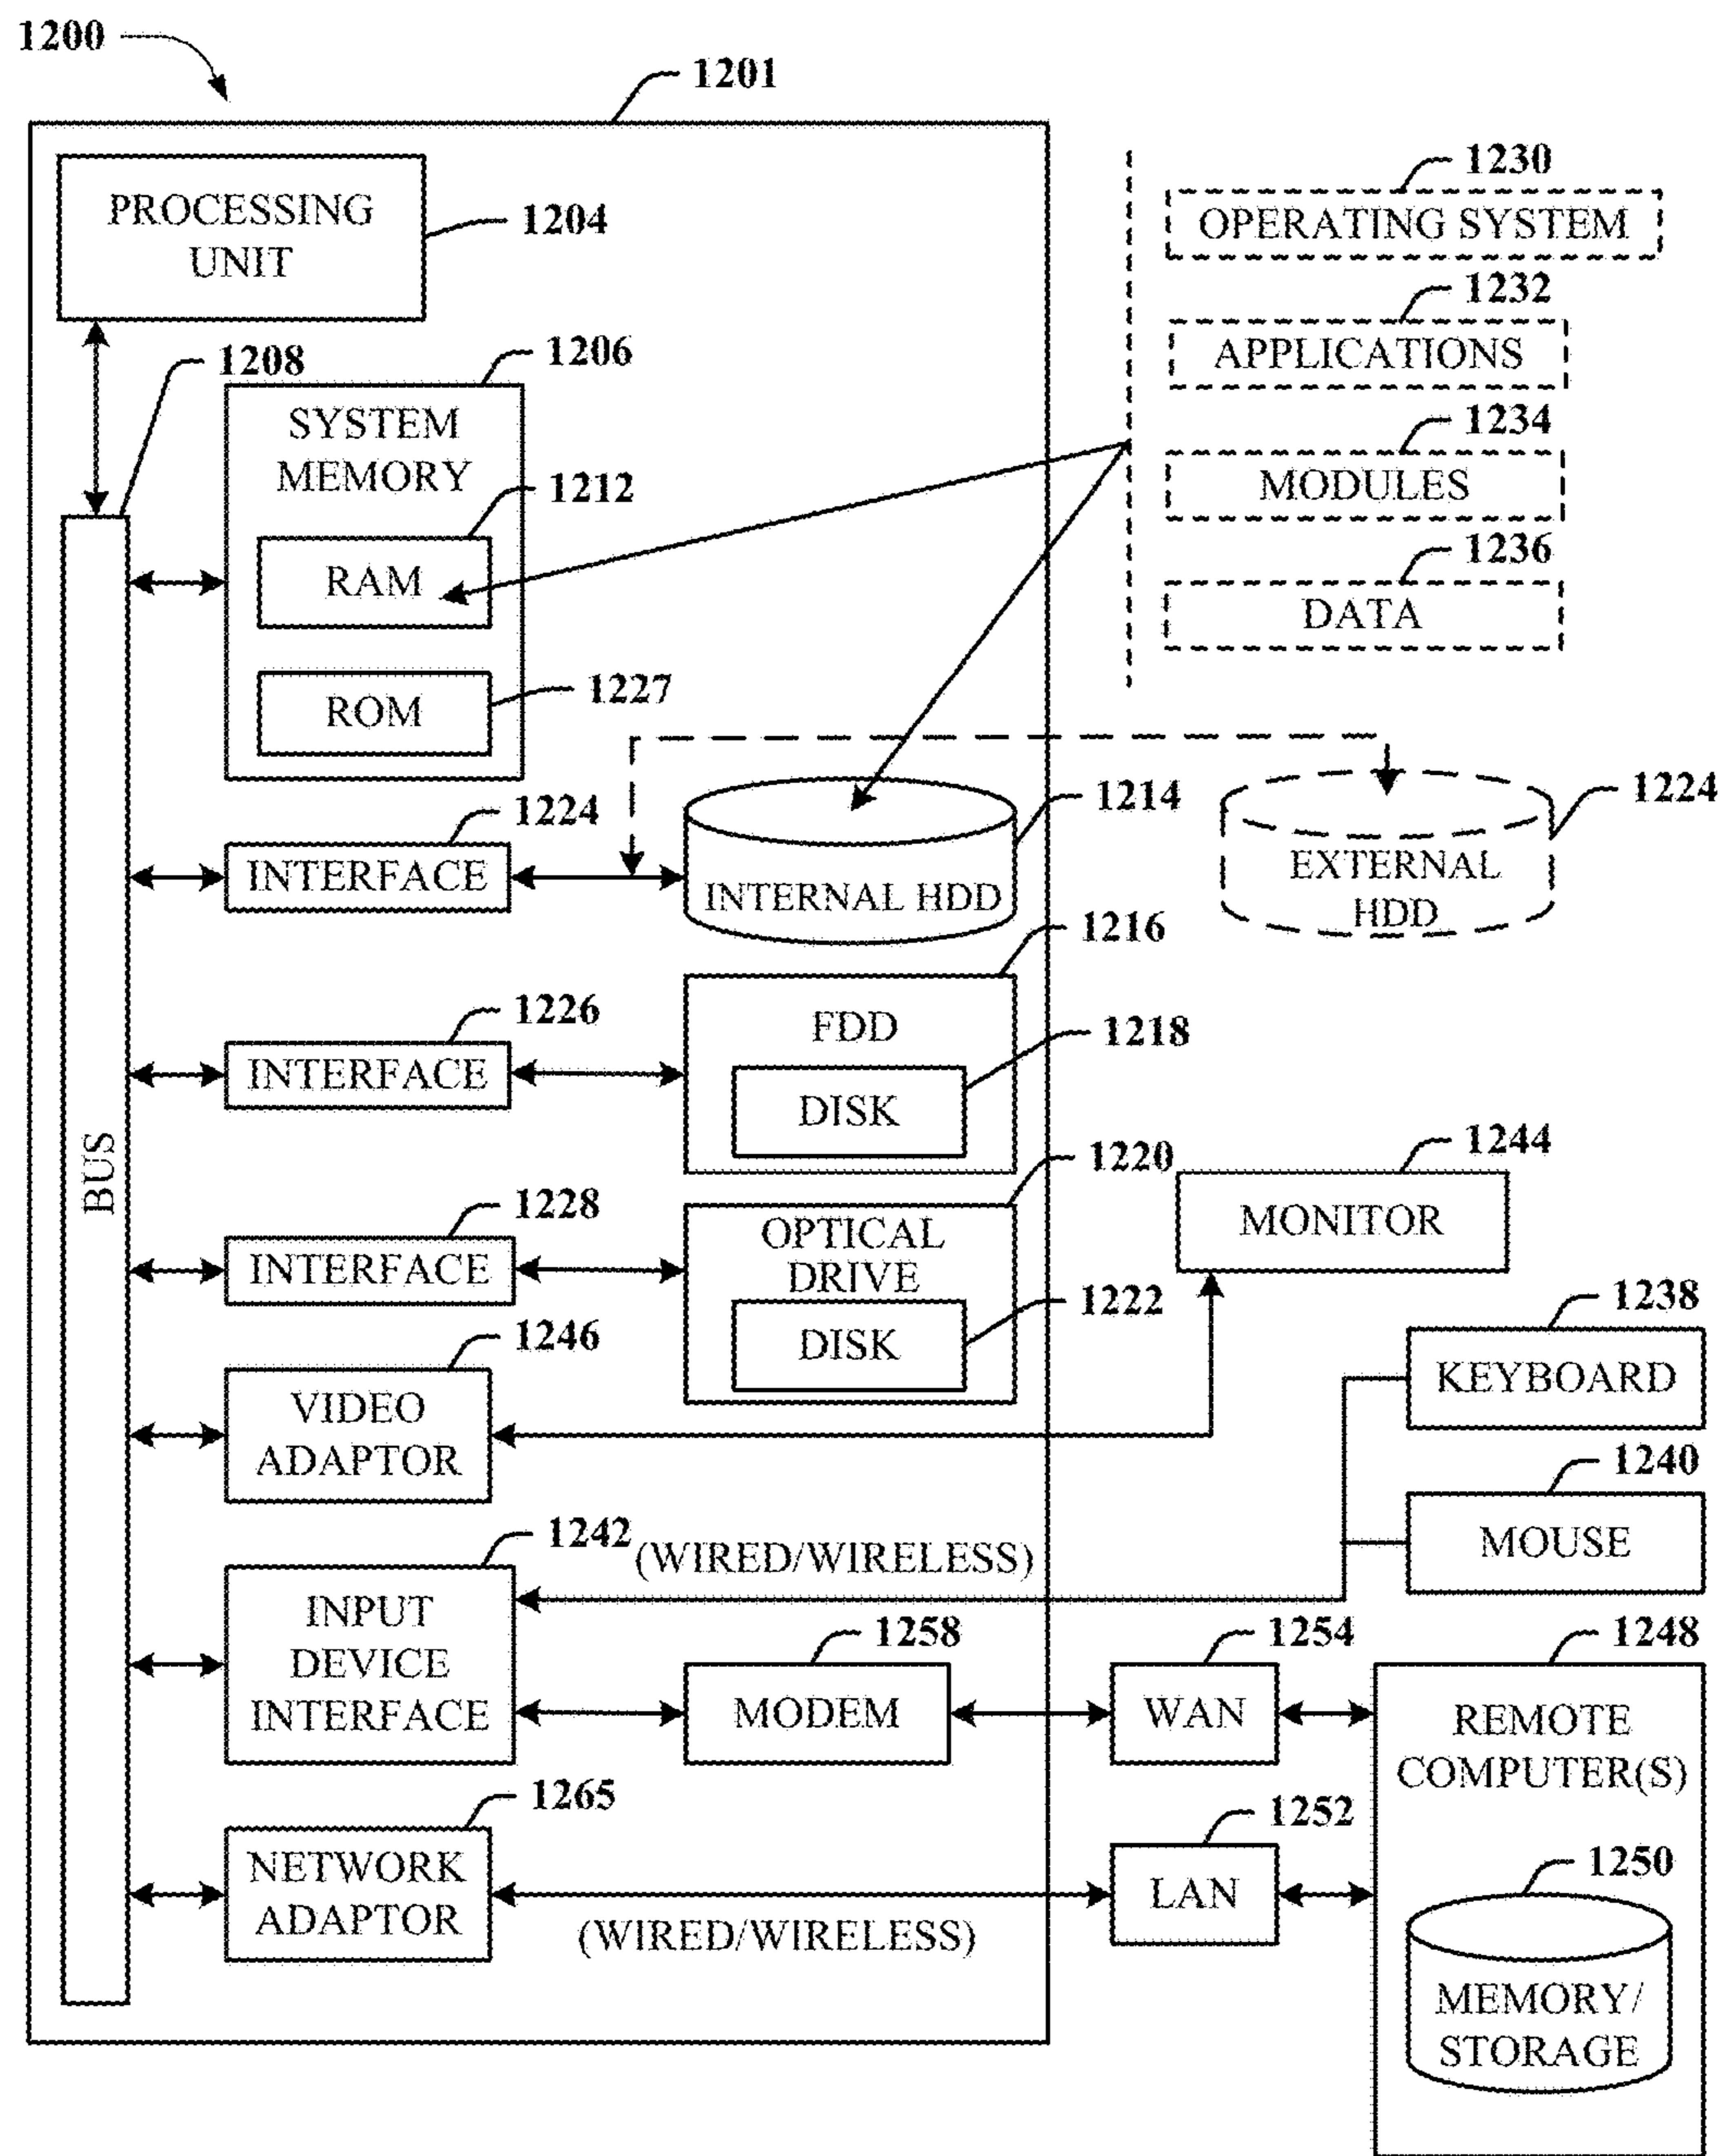 1200
1201
PROCESSING
UNIT
1204
1230
OPERATING SYSTEM
1232
APPLICATIONS
1234
MODULES
1236
DATA
1208
1206
SYSTEM
MEMORY
1212
RAM
1227
ROM
1224
INTERFACE
1214
INTERNAL HDD
1224
EXTERNAL
HDD
1216
1226
INTERFACE
FDD
1218
DISK
BUS
1220
1228
INTERFACE
OPTICAL
DRIVE
1222
DISK
1244
MONITOR
1238
KEYBOARD
1246
VIDEO
ADAPTOR
1240
MOUSE
1242
(WIRED/WIRELESS)
INPUT
DEVICE
INTERFACE
1258
MODEM
1254
WAN
1248
REMOTE
COMPUTER(S)
1265
NETWORK
ADAPTOR
(WIRED/WIRELESS)
1252
LAN
1250
MEMORY/
STORAGE